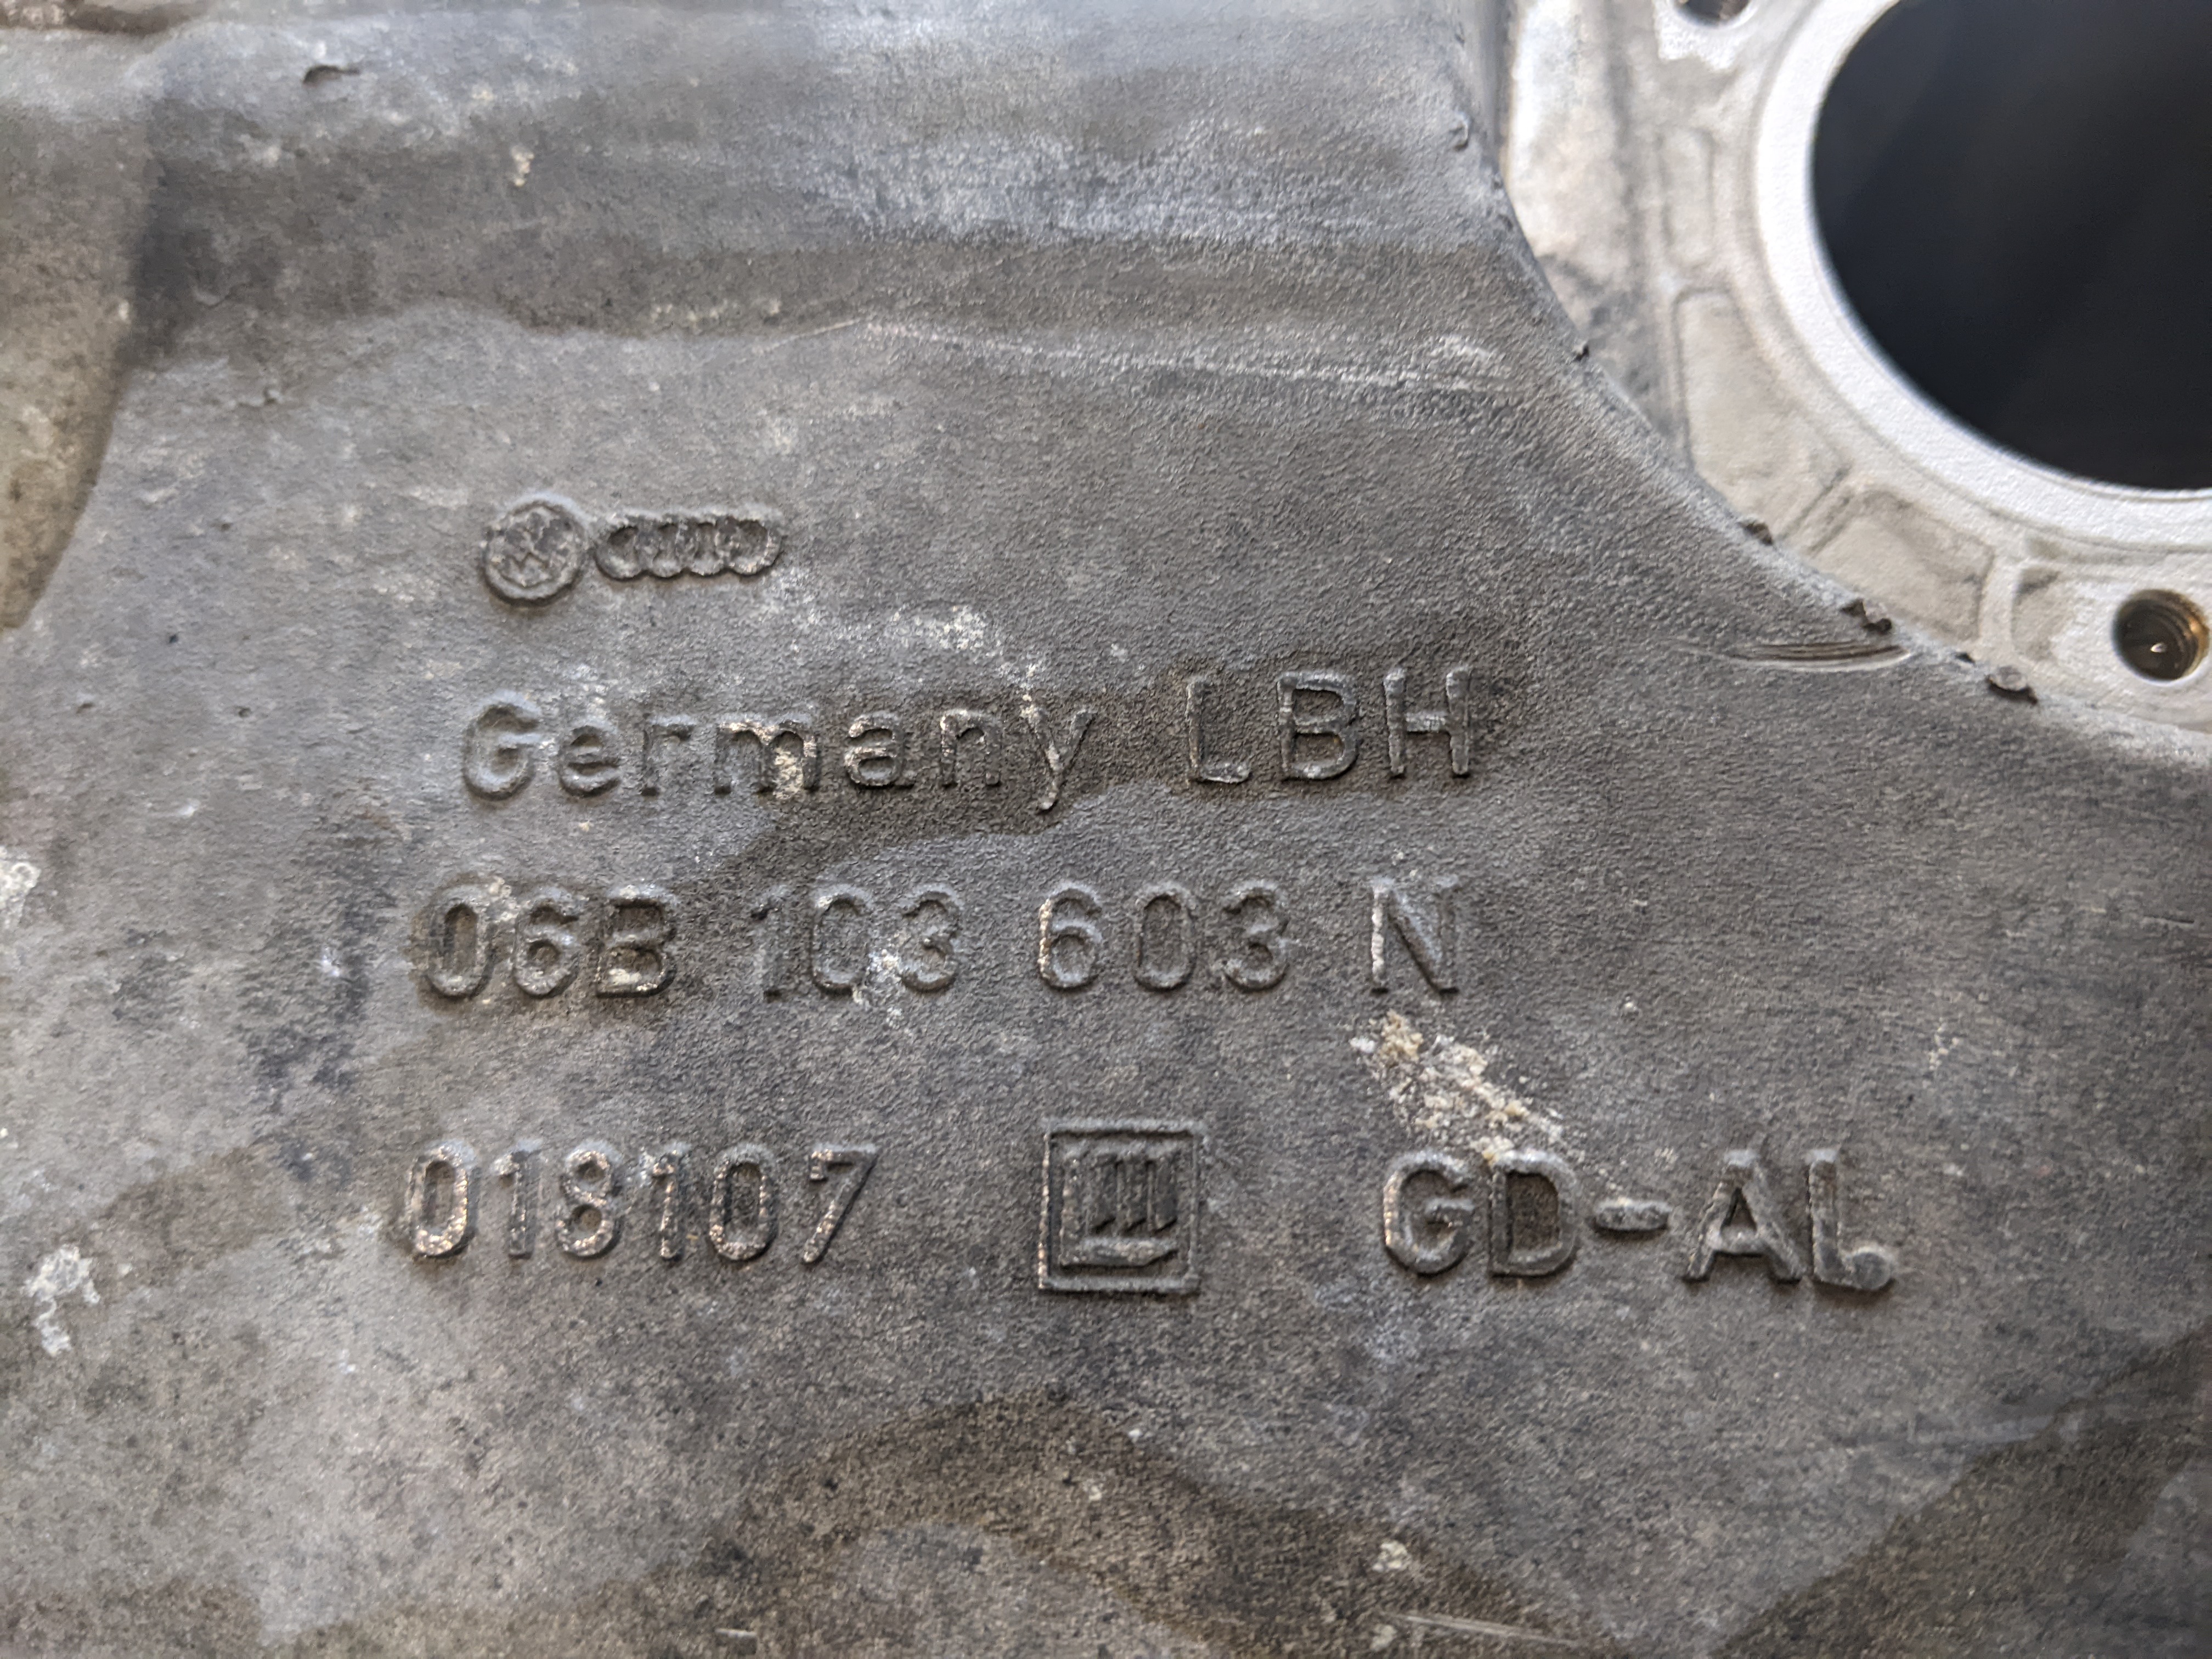 Germany LBH
06B 103 603 N
018107 GD-AL